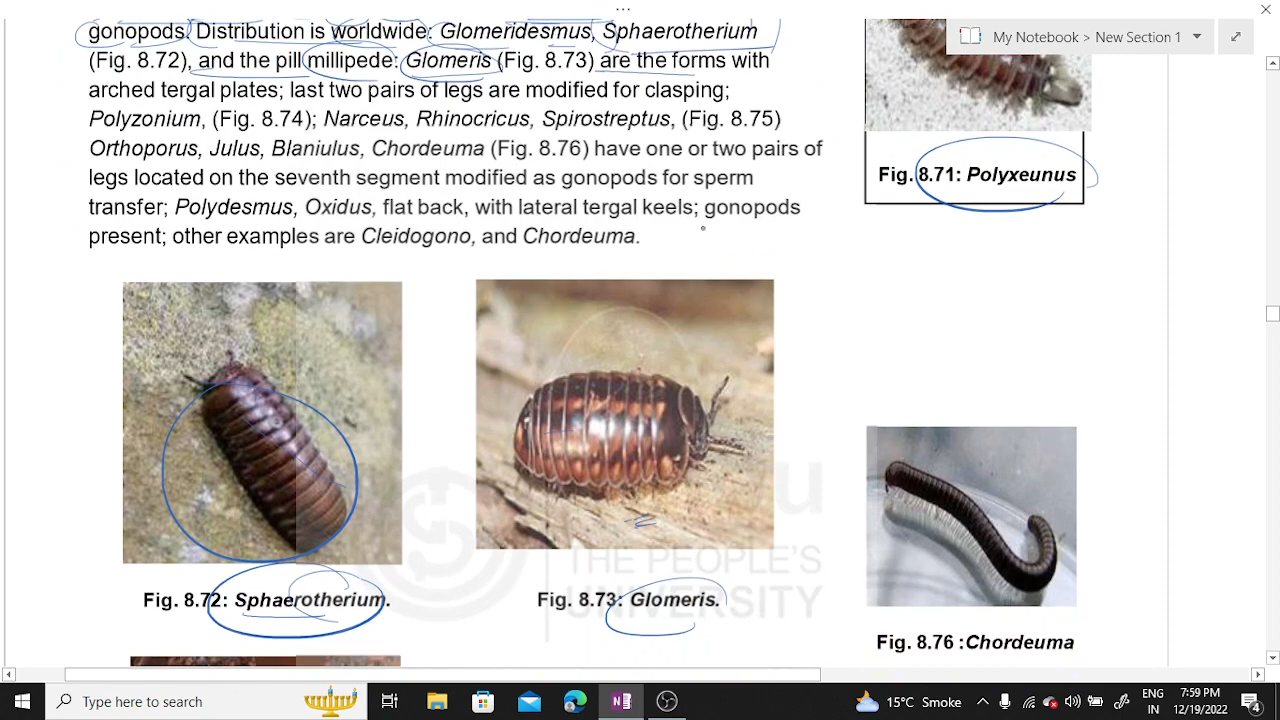 ...
gonopods. Distribution is worldwide: Glomeridesmus, Sphaerotherium
(Fig. 8.72), and the pill millipede: Glomeris (Fig. 8.73) are the forms with
arched tergal plates; last two pairs of legs are modified for clasping;
Polyzonium, (Fig. 8.74); Narceus, Rhinocricus, Spirostreptus, (Fig. 8.75)
Orthoporus, Julus, Blaniulus, Chordeuma (Fig. 8.76) have one or two pairs of
legs located on the seventh segment modified as gonopods for sperm
transfer; Polydesmus, Oxidus, flat back, with lateral tergal keels; gonopods
present; other examples are Cleidogono, and Chordeuma.
My Notebook > New Section 1
Fig. 8.71: Polyxeunus
THE PEOPLE'S
UNIVERSITY
Fig. 8.72: Sphaerotherium.
Fig. 8.73: Glomeris.
Fig. 8.76 :Chordeuma
Type here to search
15°C Smoke
ENG
IN
4:59 PM
12/19/2022
4